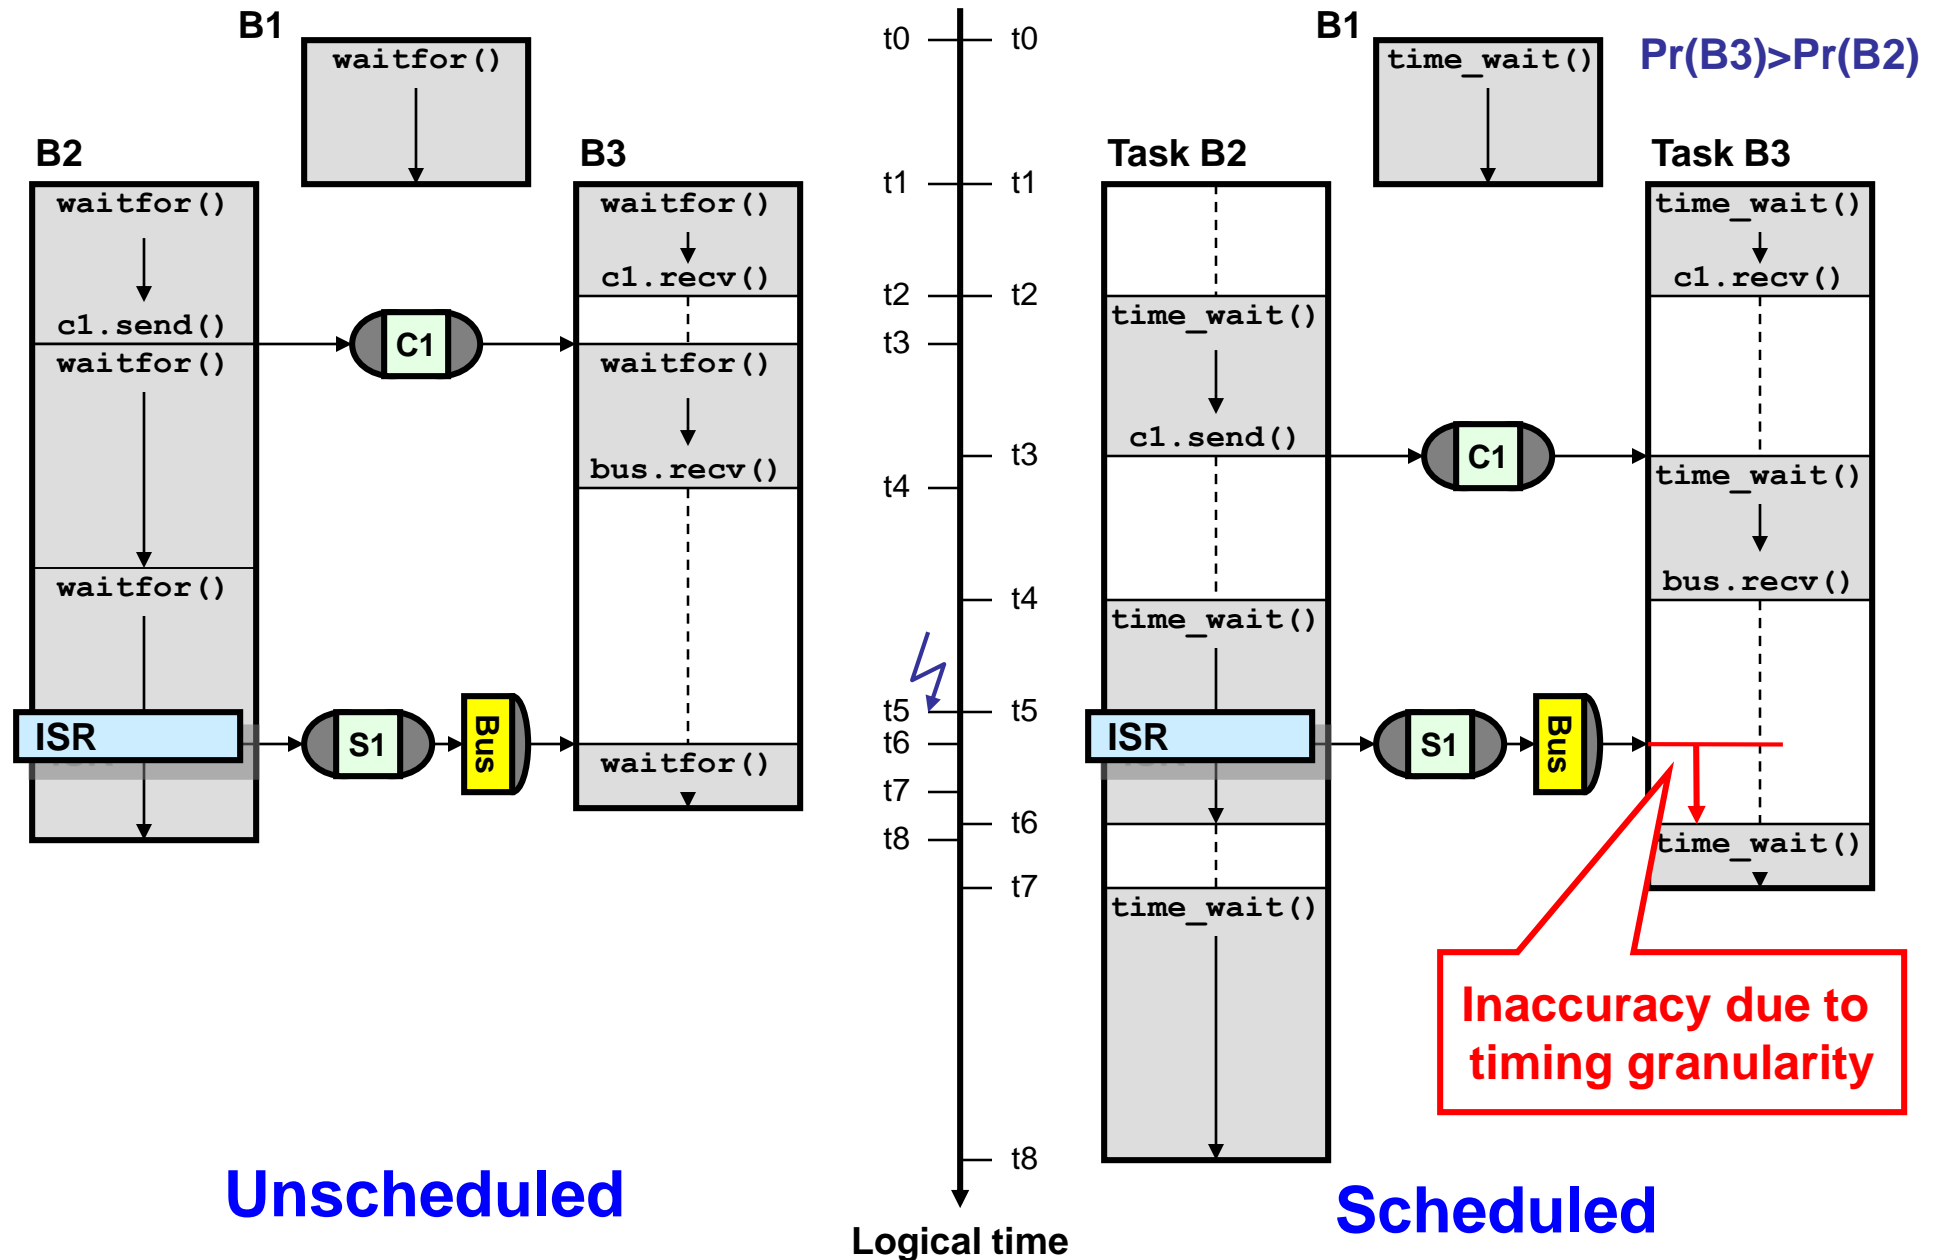 B1
waitfor()
B2
waitfor()
c1.send()
waitfor()
waitfor()
ISR
B3
waitfor()
c1.recv()
waitfor()
bus.recv()
waitfor()
C1
S1
Bus
Unscheduled
t0
t1
t2
t3
t4
t5
t6
t7
t8
t0
t1
t2
t3
t4
t5
t6
t7
t8
Logical time
B1
time_wait()
Pr(B3)>Pr(B2)
Task B2
time_wait()
c1.send()
time_wait()
ISR
time_wait()
Task B3
time_wait()
c1.recv()
time_wait()
bus.recv()
time_wait()
C1
S1
Bus
Inaccuracy due to
timing granularity
Scheduled